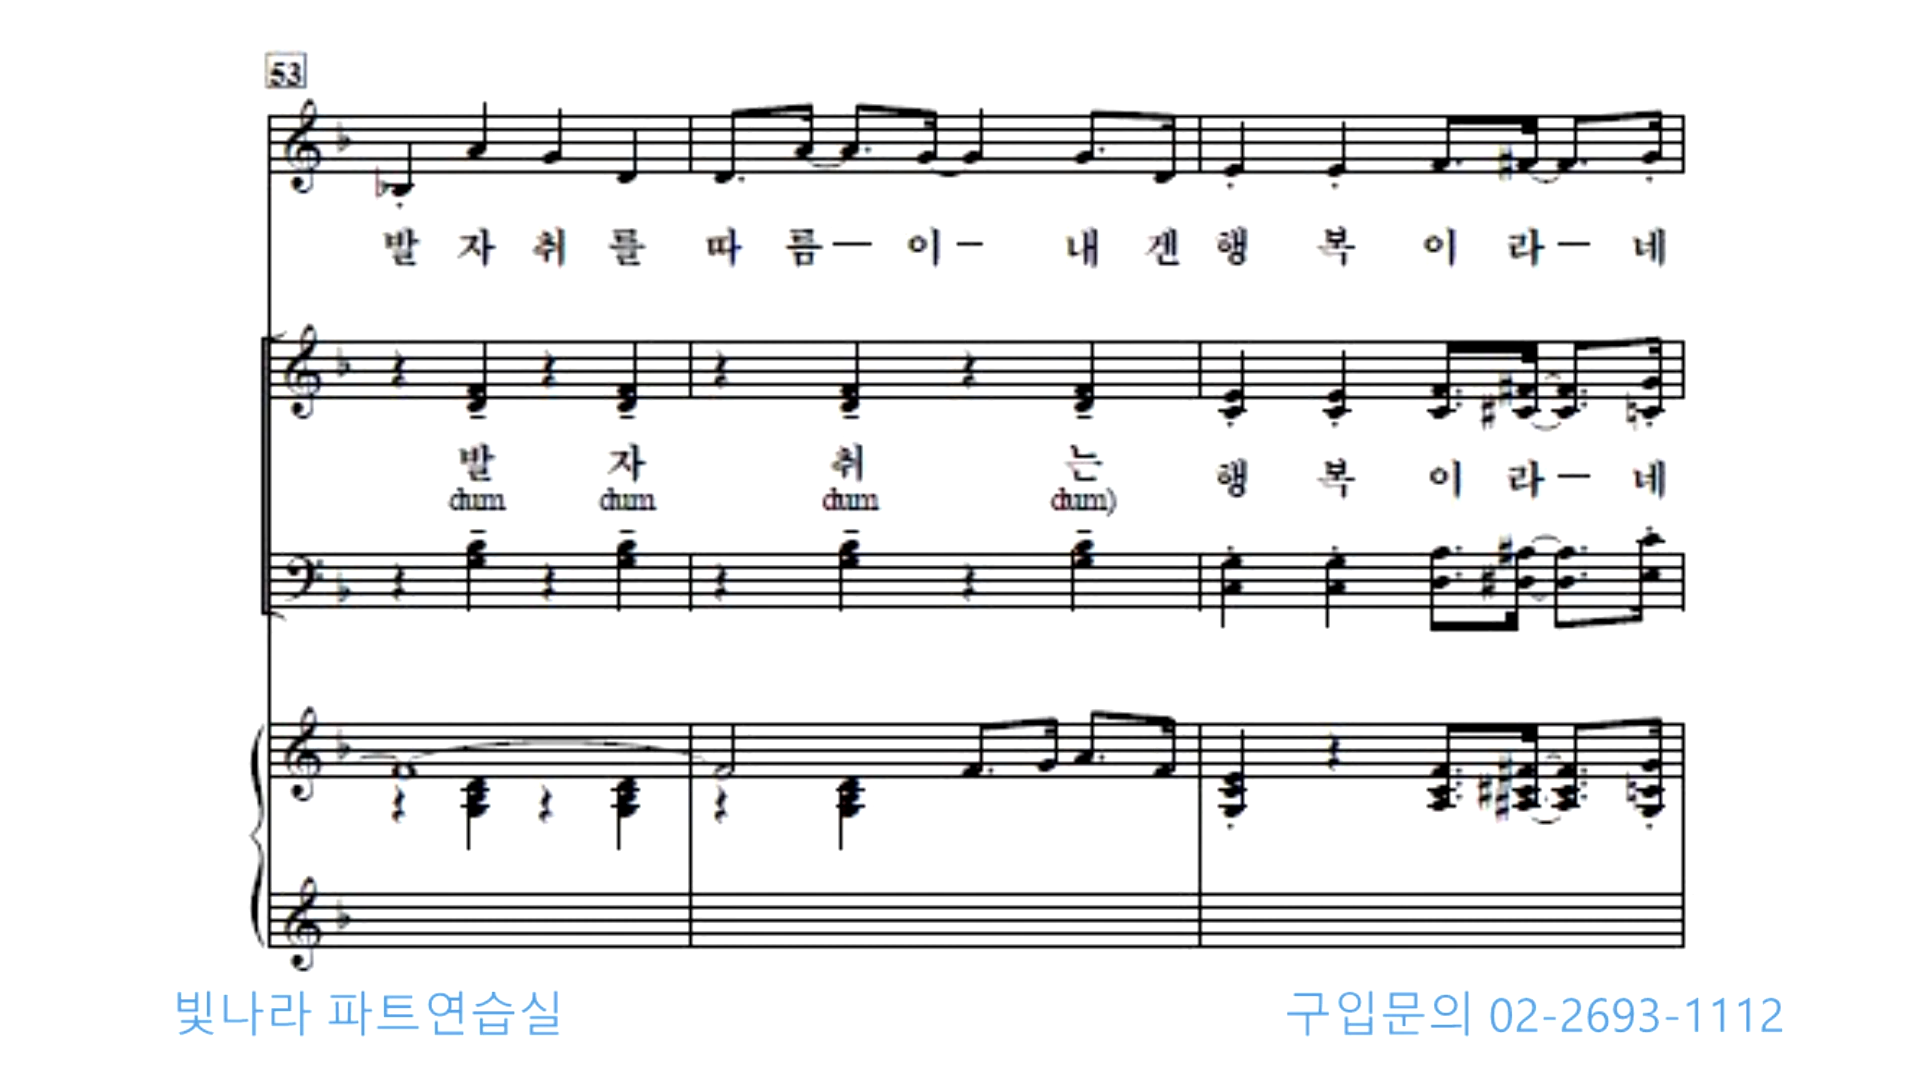 53
발 자 취 를 따 름 — 이 - 내 겐 행 복 이 라 — 네
발 자 취 는 행 복 이 라 — 네
dum dum dum dum)
빛나라 파트연습실
구입문의 02-2693-1112